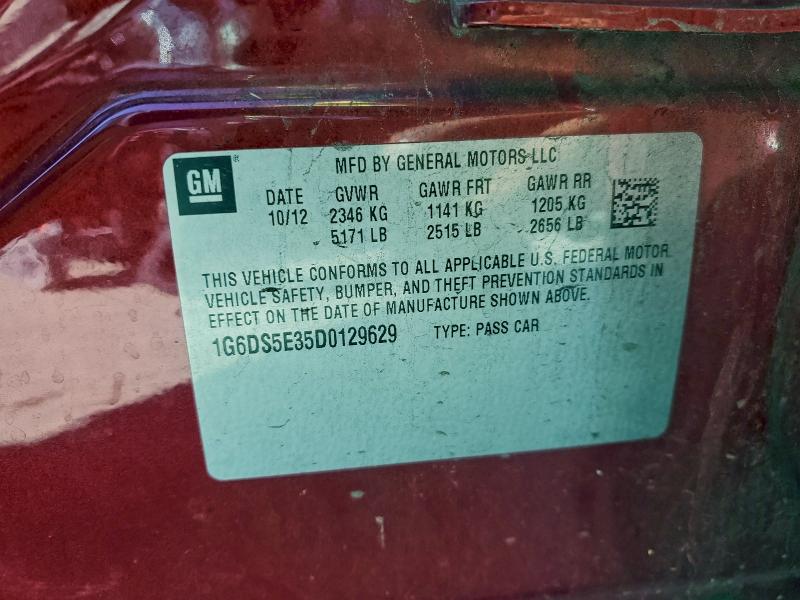 GM
MFD BY GENERAL MOTORS LLC
DATE GVWR GAWR FRT GAWR RR
10/12 2346 KG 1141 KG 1205 KG
5171 LB 2515 LB 2656 LB
THIS VEHICLE CONFORMS TO ALL APPLICABLE U.S. FEDERAL MOTOR
VEHICLE SAFETY, BUMPER, AND THEFT PREVENTION STANDARDS IN
EFFECT ON THE DATE OF MANUFACTURE SHOWN ABOVE.
1G6DS5E35D0129629 TYPE: PASS CAR